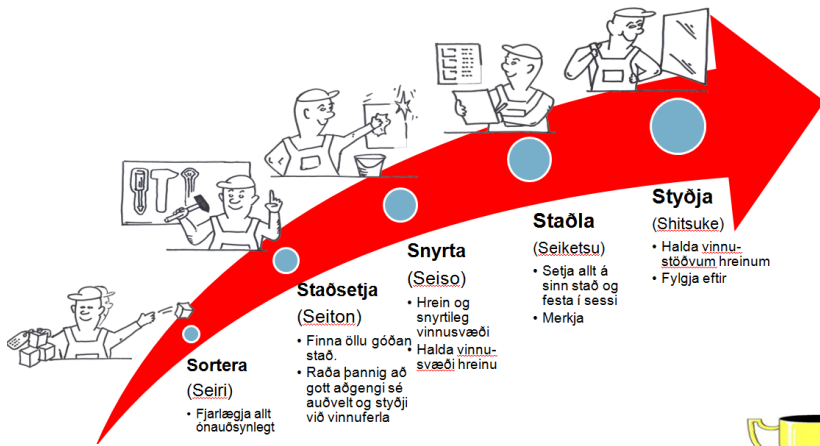 Sortera
(Seiri)
• Fjarlægja allt
ónauðsynlegt
Staðsetja
(Seiton)
• Finna öllu góðan
stað.
• Raða þannig að
gott aðgengi sé
auðvelt og styðji
við vinnuferla
Snyrta
(Seiso)
• Hrein og
snyrtileg
vinnusvæði
• Halda vinnu-
svæði hreinu
Staðla
(Seiketsu)
• Setja allt á
sinn stað og
festa í sessi
• Merkja
Styðja
(Shitsuke)
• Halda vinnu-
stöðvum hreinum
• Fylgja eftir